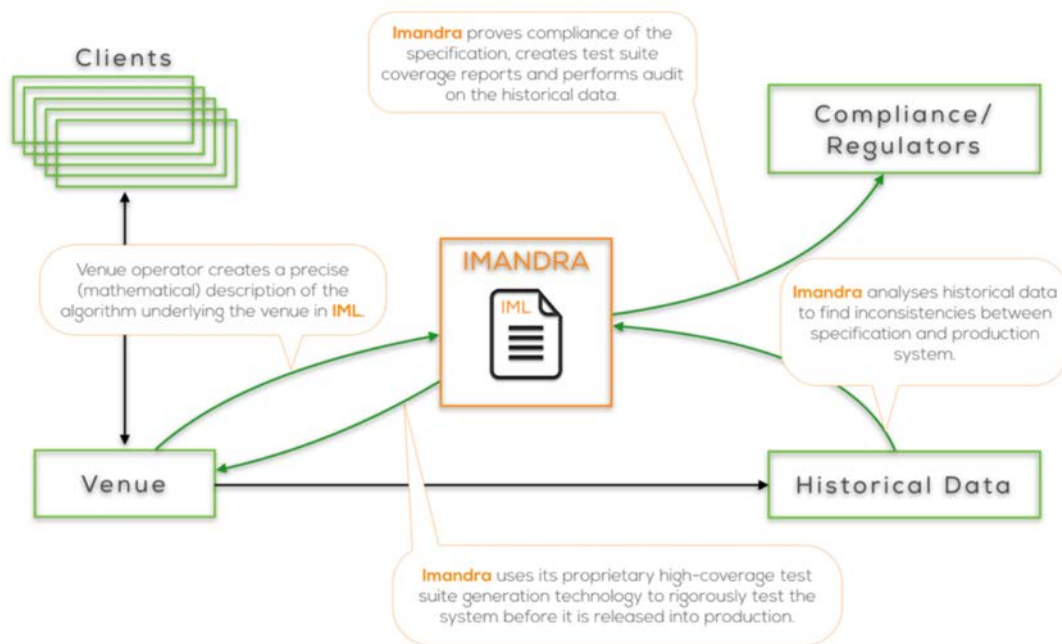 Clients
Imandra proves compliance of the
specification, creates test suite
coverage reports and performs audit
on the historical data.
Compliance/
Regulators
Venue operator creates a precise
(mathematical) description of the
algorithm underlying the venue in IML.
IMANDRA
IML
Imandra analyses historical data
to find inconsistencies between
specification and production
system.
Venue
Historical Data
Imandra uses its proprietary high-coverage test
suite generation technology to rigorously test the
system before it is released into production.